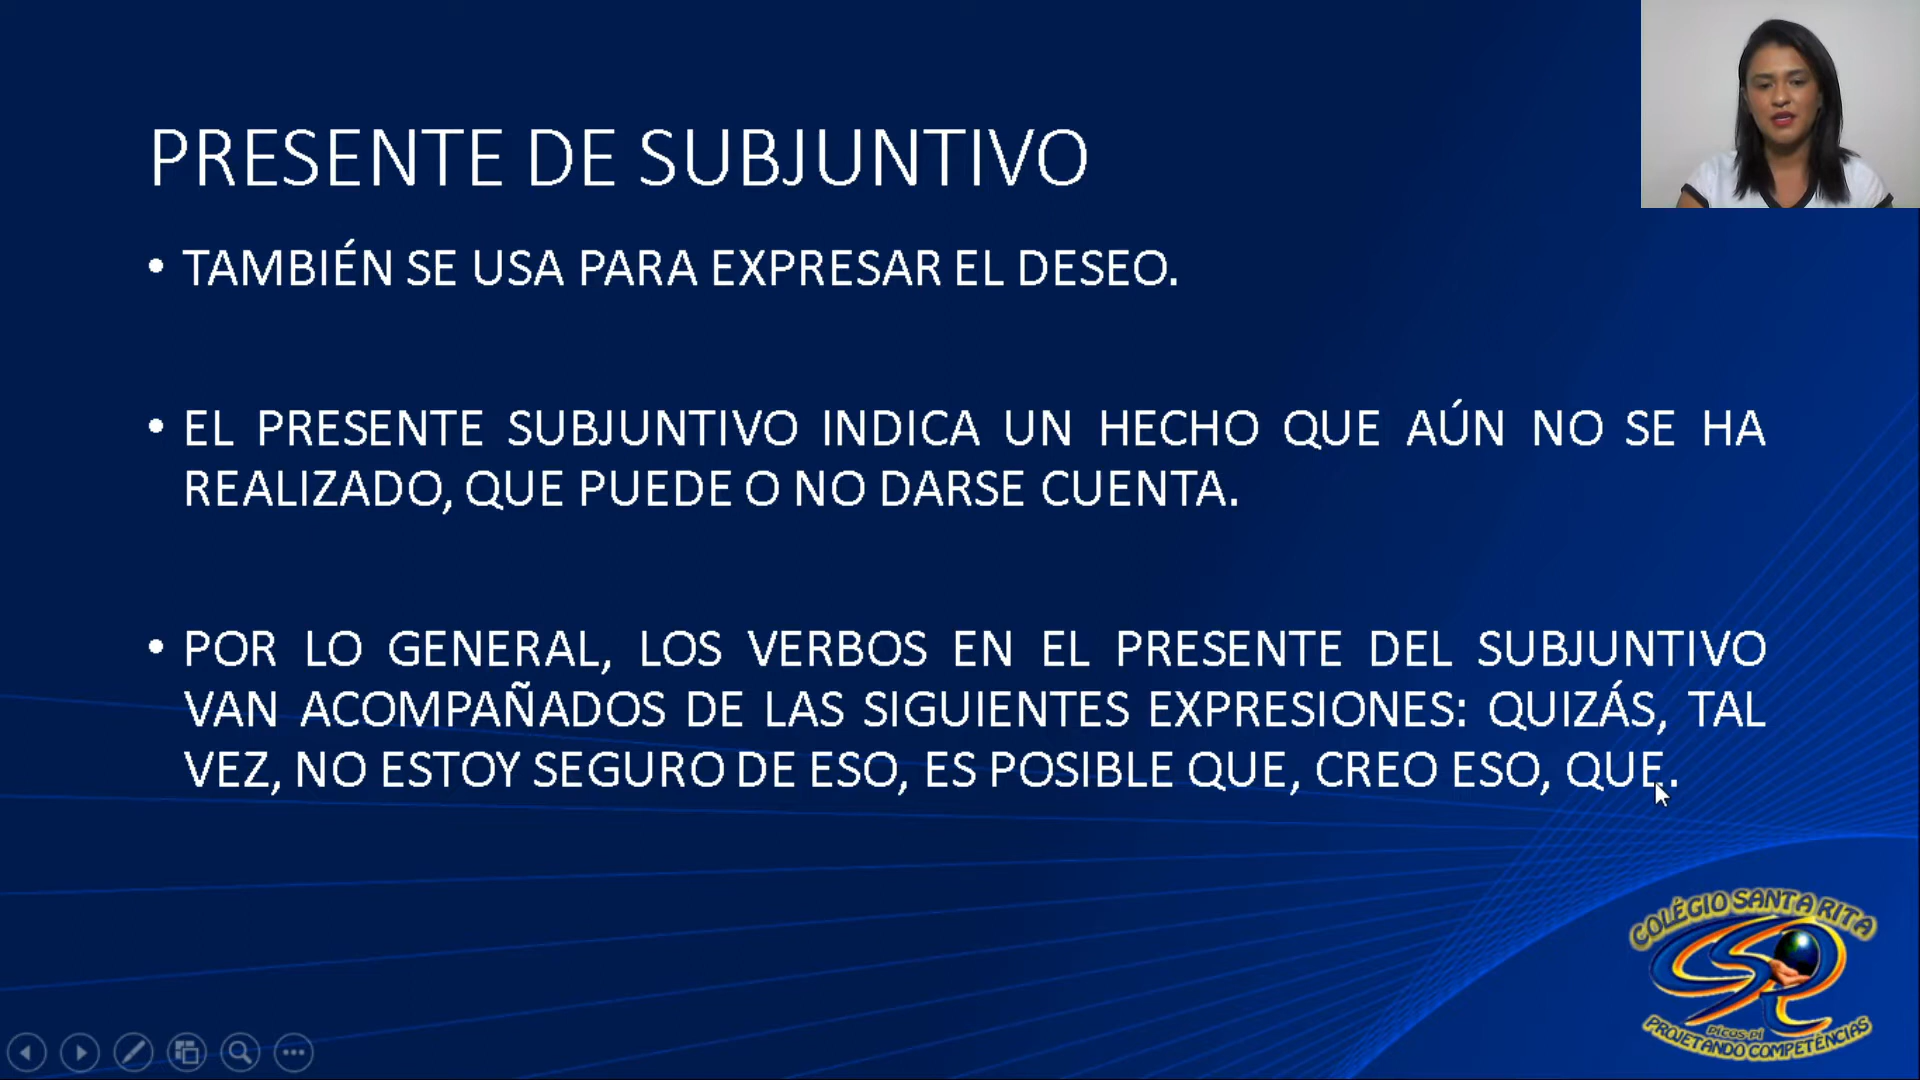 PRESENTE DE SUBJUNTIVO
• TAMBIÉN SE USA PARA EXPRESAR EL DESEO.
• EL PRESENTE SUBJUNTIVO INDICA UN HECHO QUE AÚN NO SE HA
REALIZADO, QUE PUEDE O NO DARSE CUENTA.
• POR LO GENERAL, LOS VERBOS EN EL PRESENTE DEL SUBJUNTIVO
VAN ACOMPAÑADOS DE LAS SIGUIENTES EXPRESIONES: QUIZÁS, TAL
VEZ, NO ESTOY SEGURO DE ESO, ES POSIBLE QUE, CREO ESO, QUE.
COLÉGIO SANTA RITA
PICOS-PI
PROJETANDO COMPETÊNCIAS